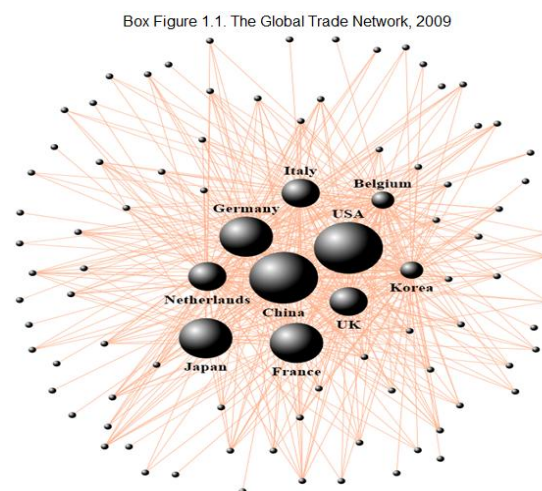 Box Figure 1.1. The Global Trade Network, 2009
Italy
Belgium
Germany
USA
Netherlands
China
Korea
UK
Japan
France